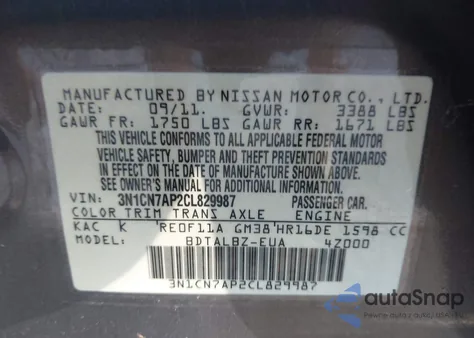 MANUFACTURED BY NISSAN MOTOR CO., LTD.
DATE: 09/11. GVWR: 3388 LBS
GAWR FR: 1750 LBS GAWR RR: 1671 LBS
THIS VEHICLE CONFORMS TO ALL APPLICABLE FEDERAL MOTOR
VEHICLE SAFETY, BUMPER AND THEFT PREVENTION STANDARDS
IN EFFECT ON THE DATE OF MANUFACTURE SHOWN ABOVE.
SEE OWNER'S MANUAL FOR ADDITIONAL LOADING INFORMATION.
VIN: 3N1CN7AP2CL829987 PASSENGER CAR.
COLOR TRIM TRANS AXLE ENGINE
KAC K RE0F11A GM38 HR16DE 1598 CC
MODEL: BDTALBZ-EUA 4Z000
3N1CN7AP2CL829987
autaSnap